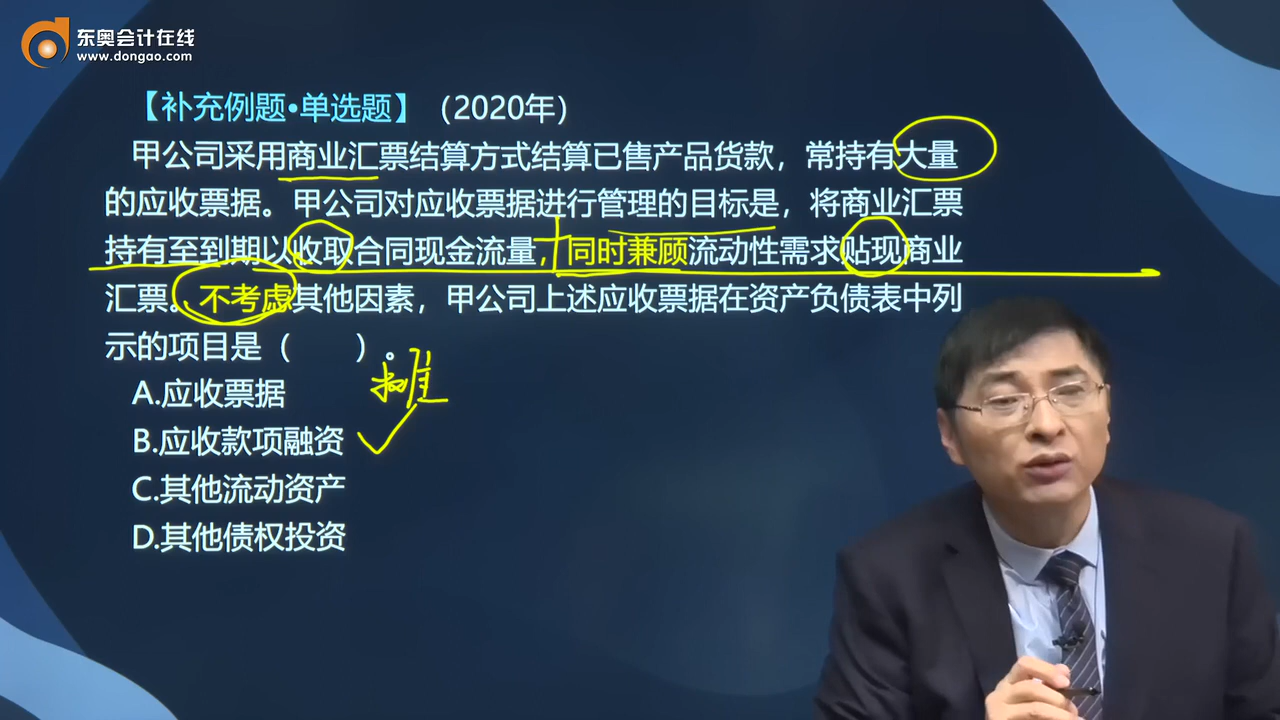 东奥会计在线
www.dongao.com
【补充例题•单选题】（2020年）
甲公司采用商业汇票结算方式结算已售产品货款，常持有大量
的应收票据。甲公司对应收票据进行管理的目标是，将商业汇票
持有至到期以收取合同现金流量，同时兼顾流动性需求贴现商业
汇票。不考虑其他因素，甲公司上述应收票据在资产负债表中列
示的项目是（　　）。
A.应收票据
B.应收款项融资
C.其他流动资产
D.其他债权投资